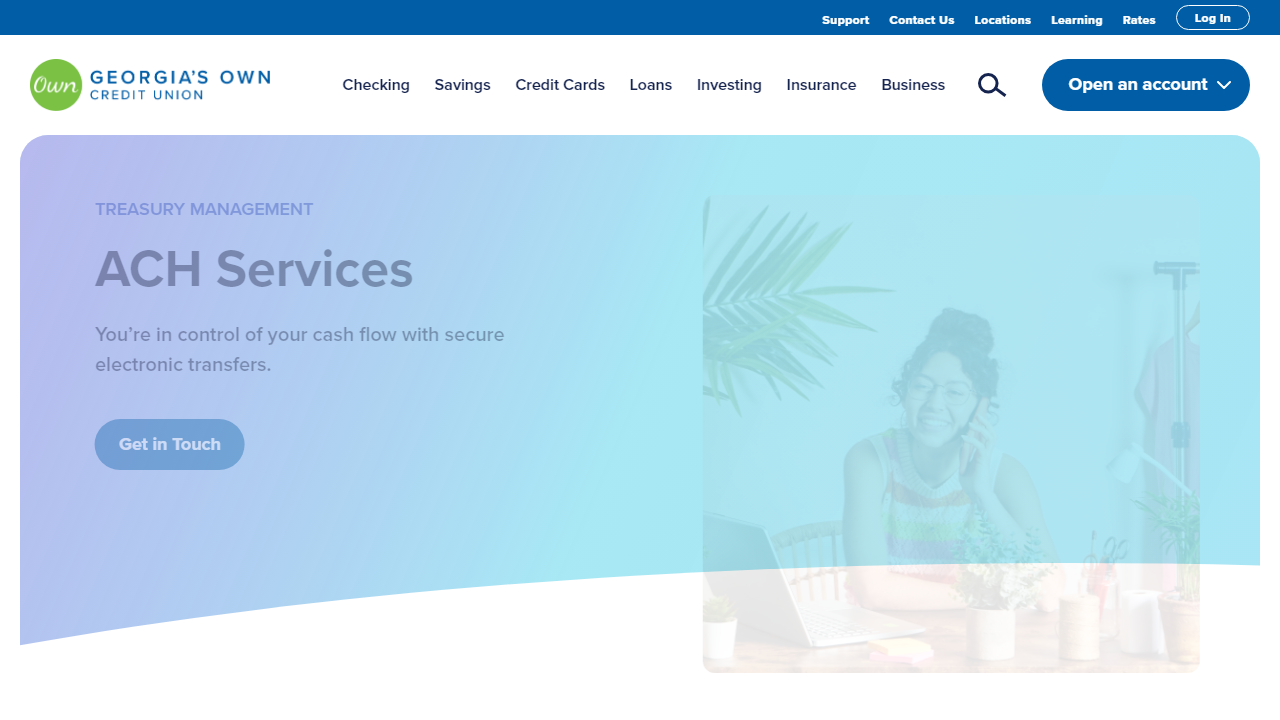 Support Contact Us Locations Learning Rates Log In
Own GEORGIA'S OWN
CREDIT UNION
Checking Savings Credit Cards Loans Investing Insurance Business
Open an account
TREASURY MANAGEMENT
ACH Services
You’re in control of your cash flow with secure
electronic transfers.
Get in Touch